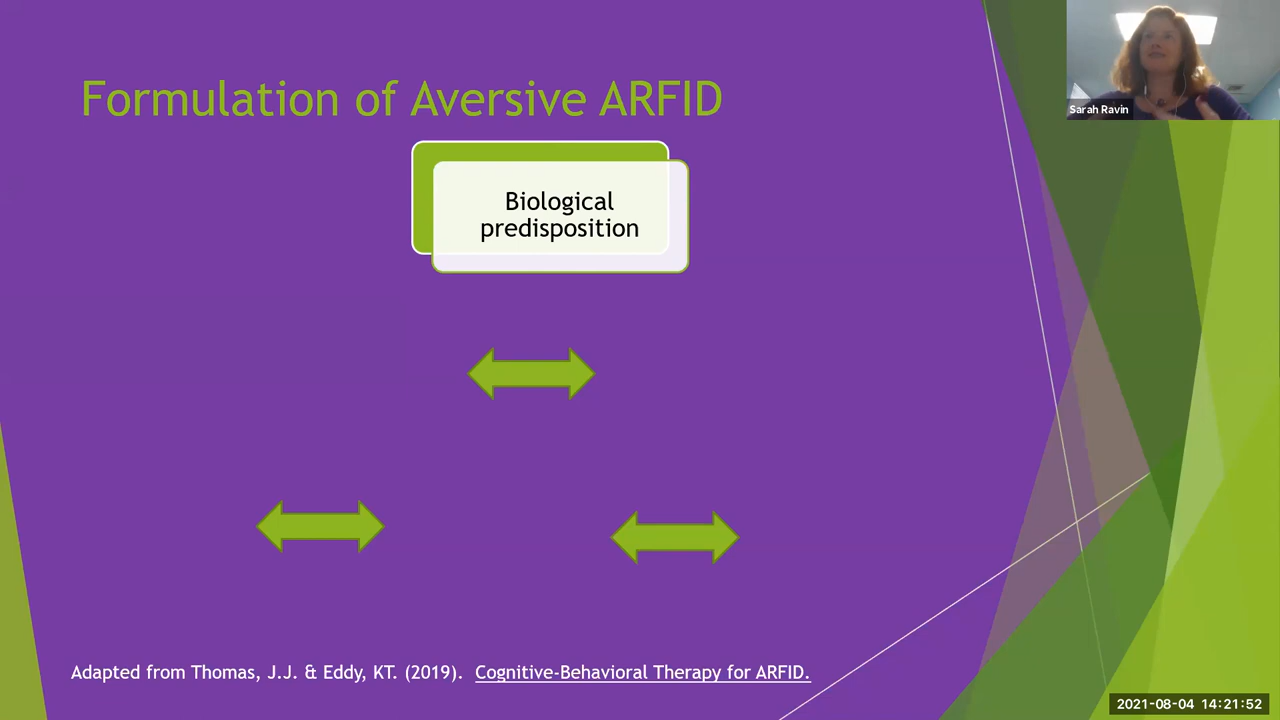 Sarah Ravin
Formulation of Aversive ARFID
Biological
predisposition
Adapted from Thomas, J.J. & Eddy, KT. (2019). Cognitive-Behavioral Therapy for ARFID.
2021-08-04 14:21:52